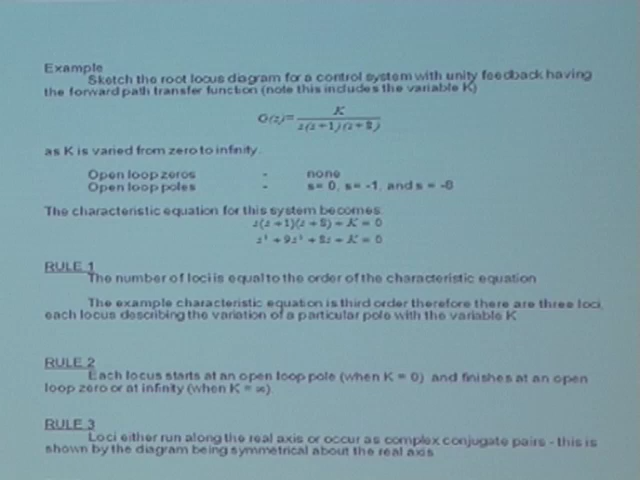 Example
Sketch the root locus diagram for a control system with unity feedback having
the forward path transfer function (note this includes the variable K)
G(s)= K / s(s+1)(s+8)
as K is varied from zero to infinity.
Open loop zeros - none
Open loop poles - s= 0, s= -1, and s = -8
The characteristic equation for this system becomes:
s(s+1)(s+8) + K = 0
s³ + 9s² + 8s + K = 0
RULE 1
The number of loci is equal to the order of the characteristic equation
The example characteristic equation is third order therefore there are three loci,
each locus describing the variation of a particular pole with the variable K
RULE 2
Each locus starts at an open loop pole (when K = 0) and finishes at an open
loop zero or at infinity (when K = ∞)
RULE 3
Loci either run along the real axis or occur as complex conjugate pairs - this is
shown by the diagram being symmetrical about the real axis